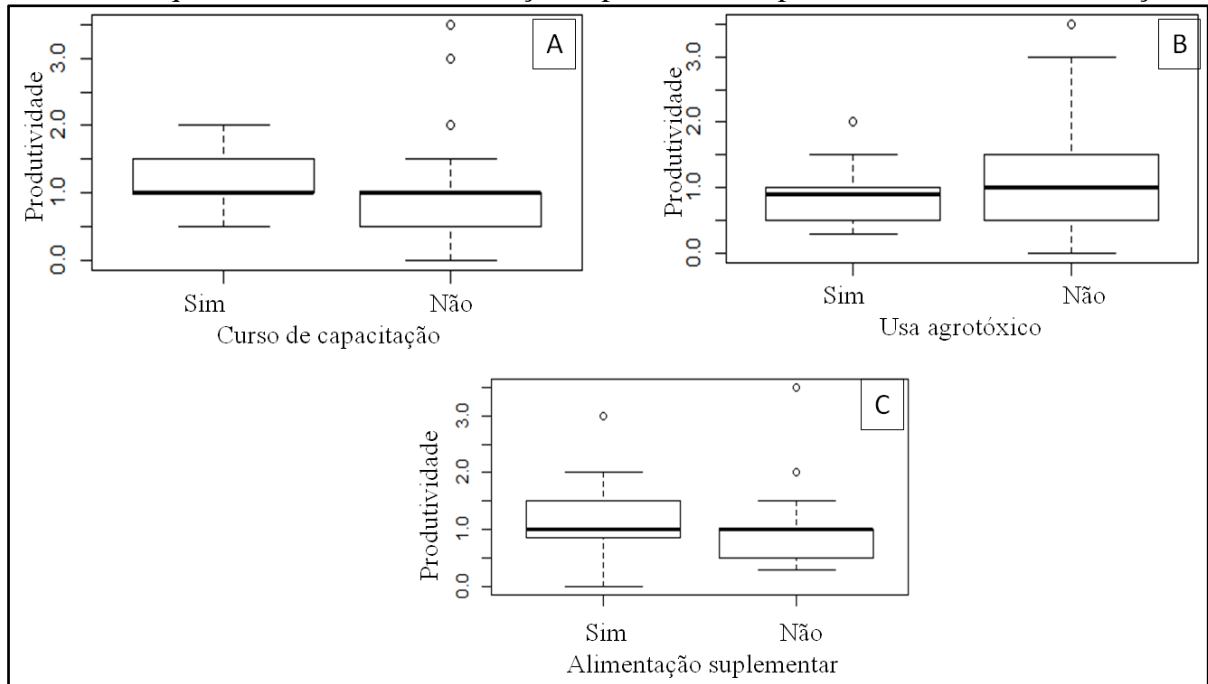 A
Produtividade
3.0
2.0
1.0
0.0
Sim Não
Curso de capacitação
B
Produtividade
3.0
2.0
1.0
0.0
Sim Não
Usa agrotóxico
C
Produtividade
3.0
2.0
1.0
0.0
Sim Não
Alimentação suplementar